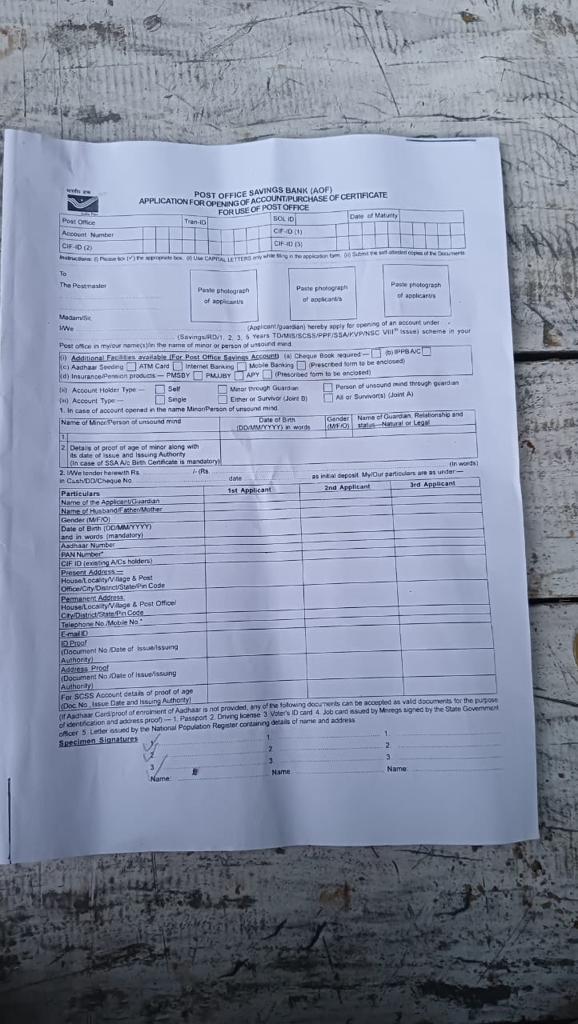 भारतीय डाक
India Post
POST OFFICE SAVINGS BANK (AOF)
APPLICATION FOR OPENING OF ACCOUNT/PURCHASE OF CERTIFICATE
FOR USE OF POST OFFICE
Post Office Tran-ID SOL ID Date of Maturity
Account Number CIF-ID (1)
CIF-ID (2) CIF-ID (3)
Instructions: (i) Please tick (✓) the appropriate box. (ii) Use CAPITAL LETTERS only while filling in the application form. (iii) Submit the self-attested copies of the Documents
To
The Postmaster
Paste photograph of applicant/s
Paste photograph of applicant/s
Paste photograph of applicant/s
Madam/Sir,
I/We (Applicant/guardian) hereby apply for opening of an account under
(Savings/RD/1, 2, 3, 5 Years TD/MIS/SCSS/PPF/SSA/KVP/NSC VIIIth Issue) scheme in your
Post office in my/our name(s)/in the name of minor or person of unsound mind.
(i) Additional Facilities available (For Post Office Savings Account) (a) Cheque Book required — (b) IPPB A/C
(c) Aadhaar Seeding ATM Card Internet Banking Mobile Banking (Prescribed form to be enclosed)
(d) Insurance/Pension products — PMSBY PMJJBY APY (Prescribed form to be enclosed)
(ii) Account Holder Type — Self Minor through Guardian Person of unsound mind through guardian
(iii) Account Type — Single Either or Survivor (Joint B) All or Survivor(s) (Joint A)
1. In case of account opened in the name Minor/Person of unsound mind.
Name of Minor/Person of unsound mind Date of Birth (DD/MM/YYYY) in words Gender (M/F/O) Name of Guardian, Relationship and status—Natural or Legal
1.
2. Details of proof of age of minor along with
its date of issue and Issuing Authority
(In case of SSA A/c Birth Certificate is mandatory)
2. I/We tender herewith Rs. /- (Rs. (In words)
in Cash/DD/Cheque No. date as initial deposit. My/Our particulars are as under:—
Particulars 1st Applicant 2nd Applicant 3rd Applicant
Name of the Applicant/Guardian
Name of Husband/Father/Mother
Gender (M/F/O)
Date of Birth (DD/MM/YYYY)
and in words (mandatory)
Aadhaar Number
PAN Number*
CIF ID (existing A/Cs holders)
Present Address—
House/Locality/Village & Post
Office/City/District/State/Pin Code
Permanent Address:
House/Locality/Village & Post Office/
City/District/State/Pin Code
Telephone No./Mobile No.*
E-mail ID
ID Proof
(Document No./Date of Issue/Issuing
Authority)
Address Proof
(Document No./Date of Issue/Issuing
Authority)
For SCSS Account details of proof of age
(Doc. No., Issue Date and Issuing Authority)
(If Aadhaar Card/proof of enrolment of Aadhaar is not provided, any of the following documents can be accepted as valid documents for the purpose
of identification and address proof) — 1. Passport 2. Driving license 3. Voter's ID card 4. Job card issued by Mnregs signed by the State Government
officer 5. Letter issued by the National Population Register containing details of name and address.
Specimen Signatures
1 1. 1.
2 2. 2.
3 3. 3.
Name: Name Name: